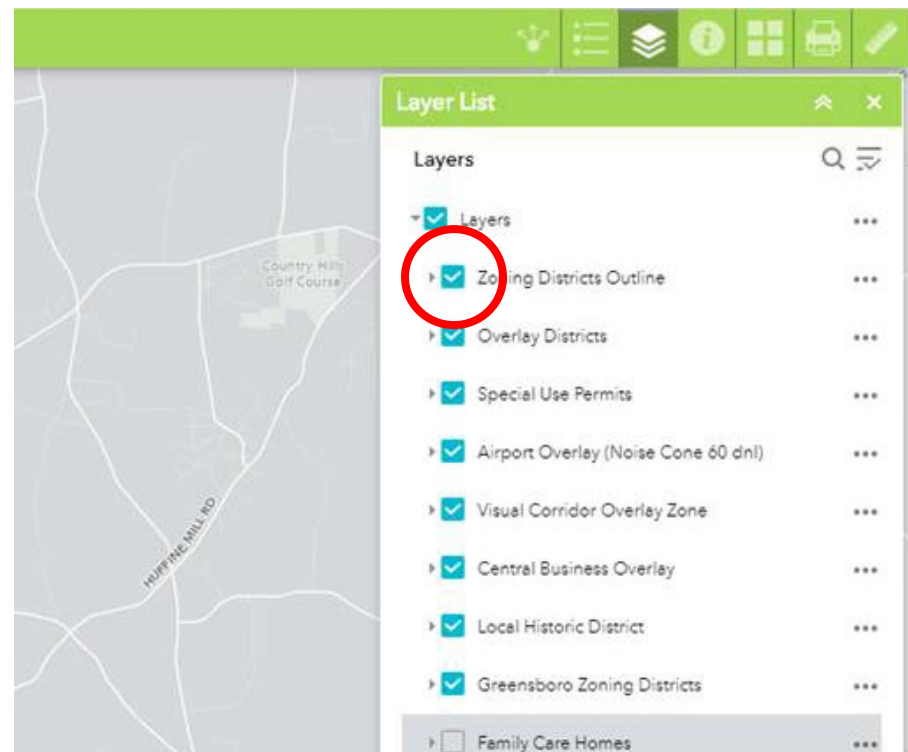 Layer List
Layers
Layers
Zoning Districts Outline
Overlay Districts
Special Use Permits
Airport Overlay (Noise Cone 60 dnl)
Visual Corridor Overlay Zone
Central Business Overlay
Local Historic District
Greensboro Zoning Districts
Family Care Homes
Country Hills
Golf Course
HUFFINE MILL RD